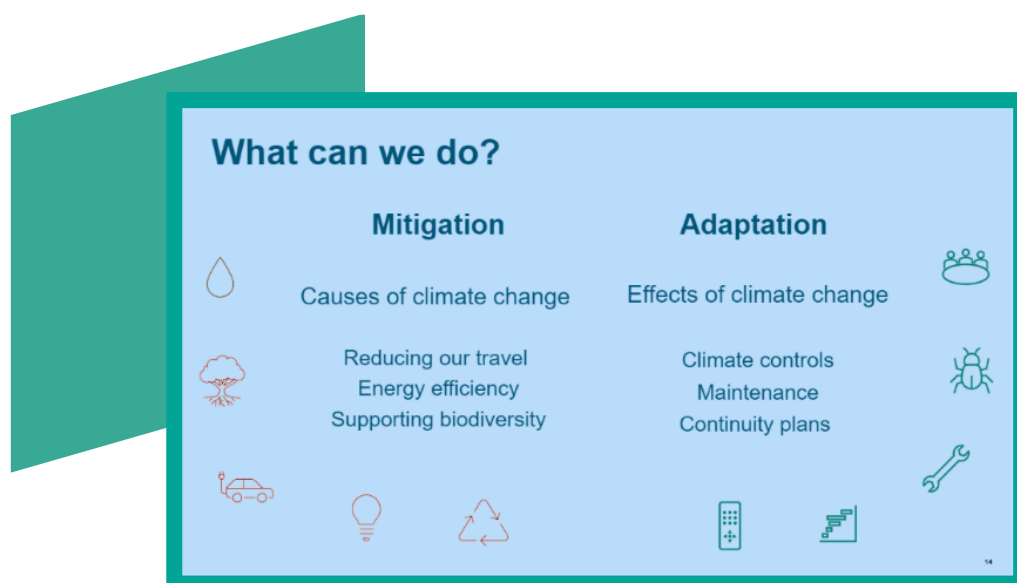 What can we do?
Mitigation
Causes of climate change
Reducing our travel
Energy efficiency
Supporting biodiversity
Adaptation
Effects of climate change
Climate controls
Maintenance
Continuity plans
14